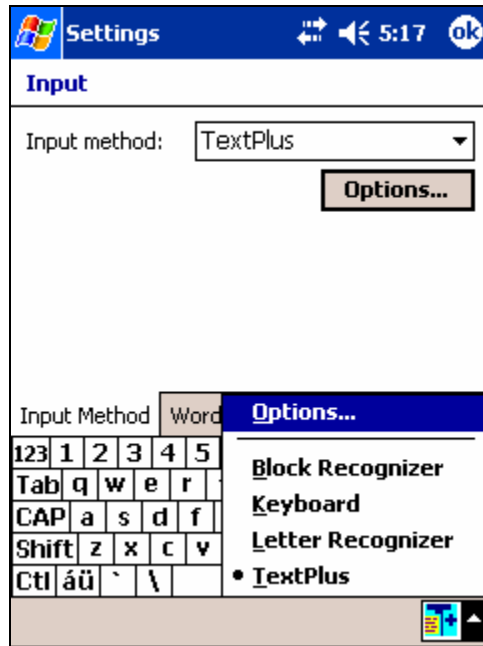 Settings 5:17 ok
Input
Input method: TextPlus
Options...
Input Method Word
Options...
Block Recognizer
Keyboard
Letter Recognizer
• TextPlus
123 1 2 3 4 5
Tab q w e r
CAP a s d f
Shift z x c v
Ctl áü ` \